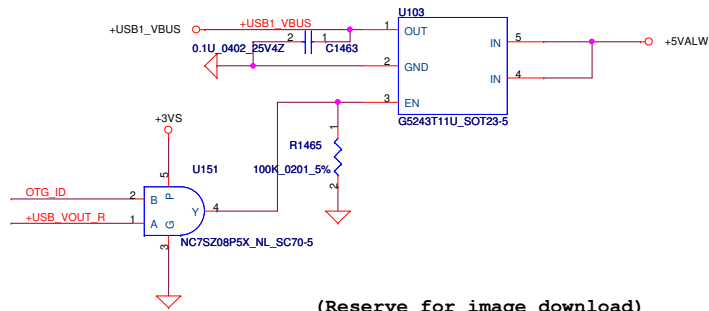 U103
+USB1_VBUS
+USB1_VBUS
1
OUT
2
1
0.1U_0402_25V4Z
C1463
IN
5
+5VALW
2
GND
IN
4
3
EN
G5243T11U_SOT23-5
+3VS
1
R1465
100K_0201_5%
2
5
U151
OTG_ID
2
B
P
Y
4
+USB_VOUT_R
1
A
G
3
NC7SZ08P5X_NL_SC70-5
(Reserve for image download)